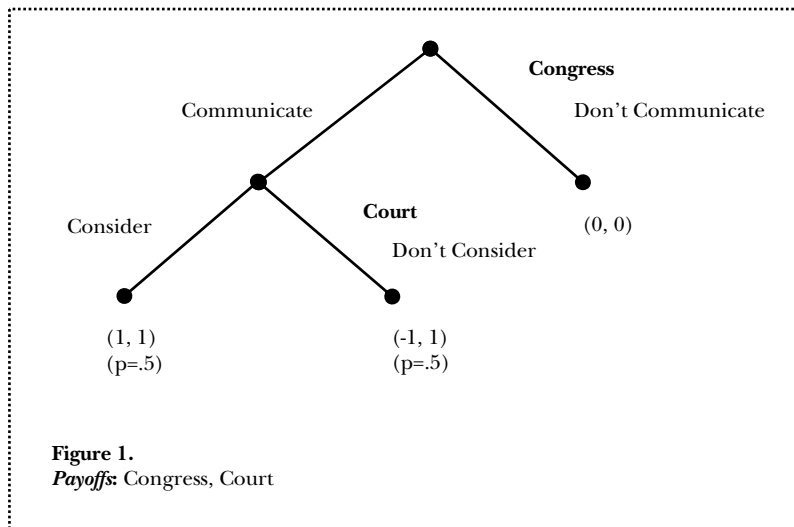 Congress
Communicate
Don’t Communicate
Court
Consider
(0, 0)
Don’t Consider
(1, 1)
(p=.5)
(-1, 1)
(p=.5)
Figure 1.
Payoffs: Congress, Court